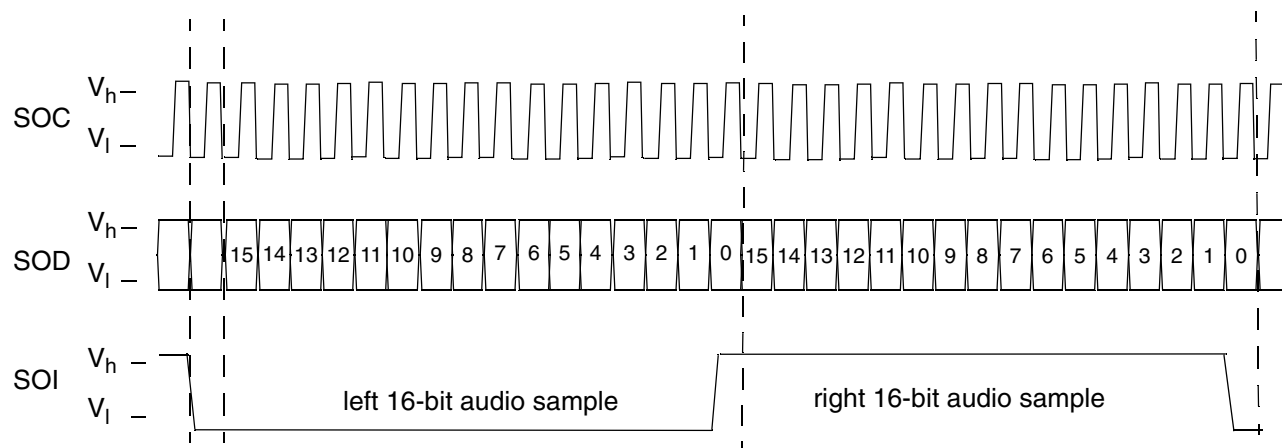 V_h
SOC
V_l
V_h
SOD
V_l
15 14 13 12 11 10 9 8 7 6 5 4 3 2 1 0 15 14 13 12 11 10 9 8 7 6 5 4 3 2 1 0
V_h
SOI
V_l
left 16-bit audio sample
right 16-bit audio sample